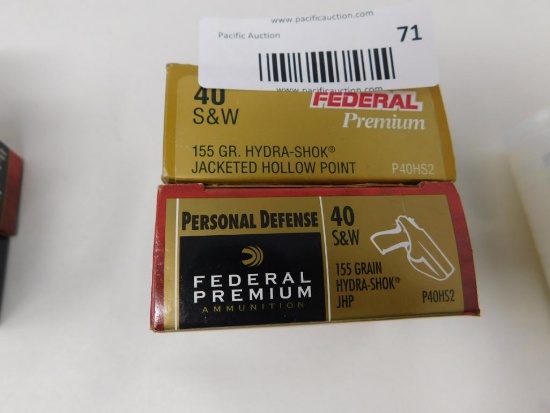 www.pacificauction.com
Pacific Auction
71
www.pacificauction.com
40
S&W
FEDERAL
Premium
155 GR. HYDRA-SHOK®
JACKETED HOLLOW POINT
P40HS2
PERSONAL DEFENSE
FEDERAL
PREMIUM
AMMUNITION
40
S&W
155 GRAIN
HYDRA-SHOK®
JHP
P40HS2